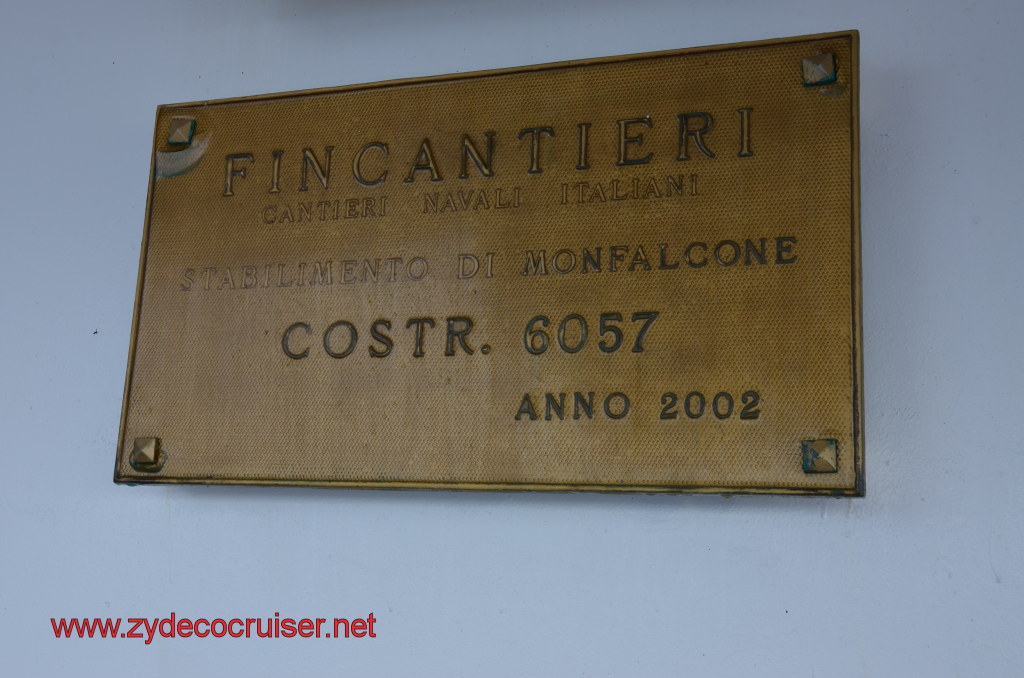 FINCANTIERI
CANTIERI NAVALI ITALIANI
STABILIMENTO DI MONFALCONE
COSTR. 6057
ANNO 2002
www.zydecocruiser.net